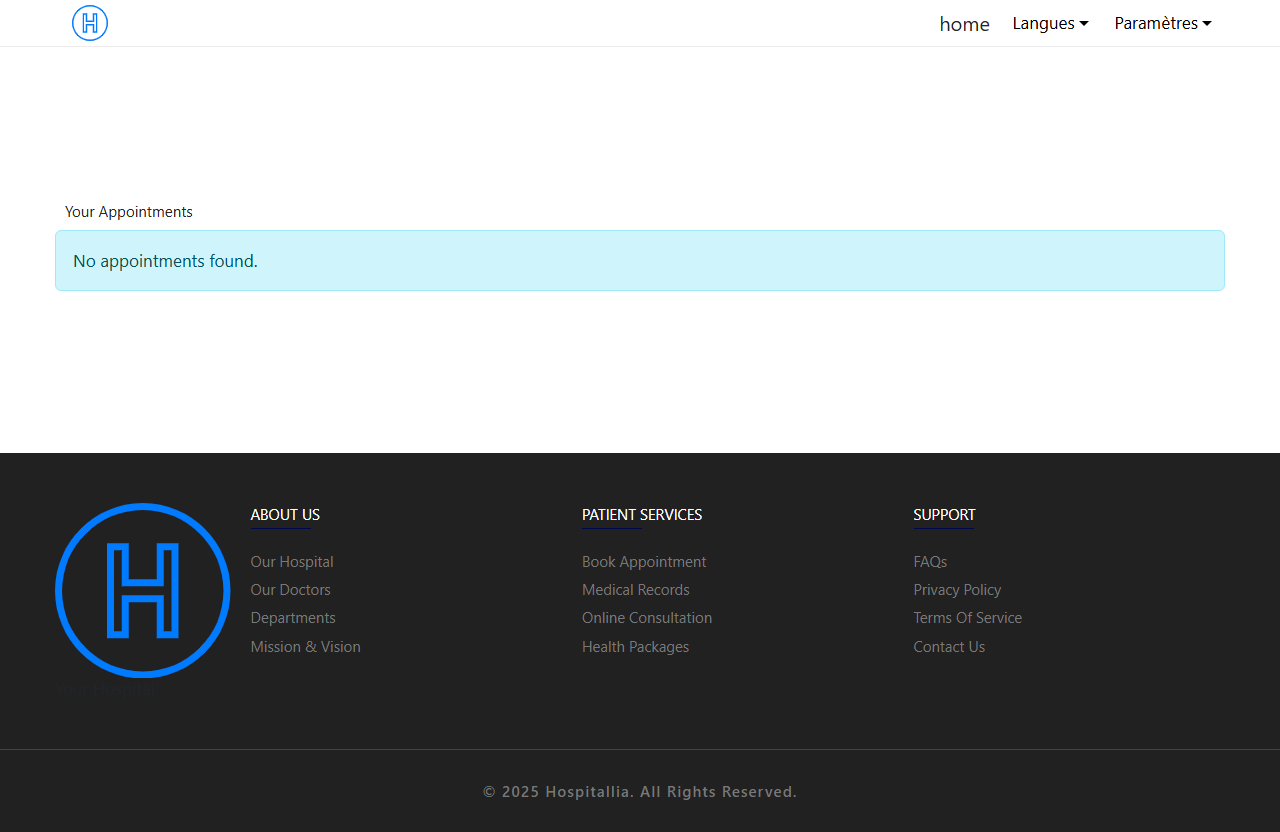 H
home
Langues
Paramètres
Your Appointments
No appointments found.
H
ABOUT US
Our Hospital
Our Doctors
Departments
Mission & Vision
PATIENT SERVICES
Book Appointment
Medical Records
Online Consultation
Health Packages
SUPPORT
FAQs
Privacy Policy
Terms Of Service
Contact Us
© 2025 Hospitallia. All Rights Reserved.